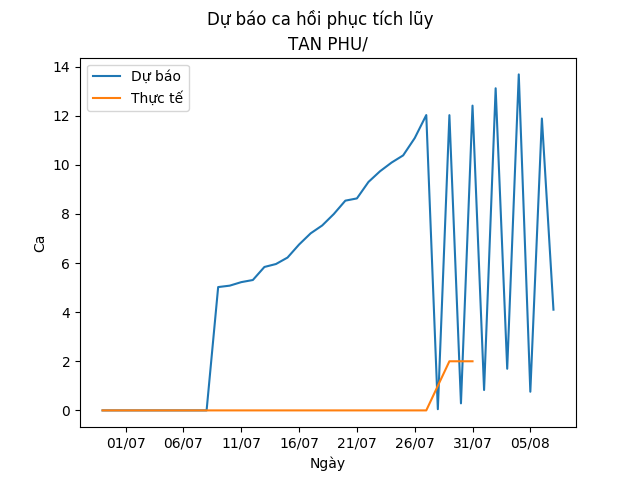 Dự báo ca hồi phục tích lũy
TAN PHU/
Dự báo
Thực tế
Ca
14
12
10
8
6
4
2
0
01/07 06/07 11/07 16/07 21/07 26/07 31/07 05/08
Ngày